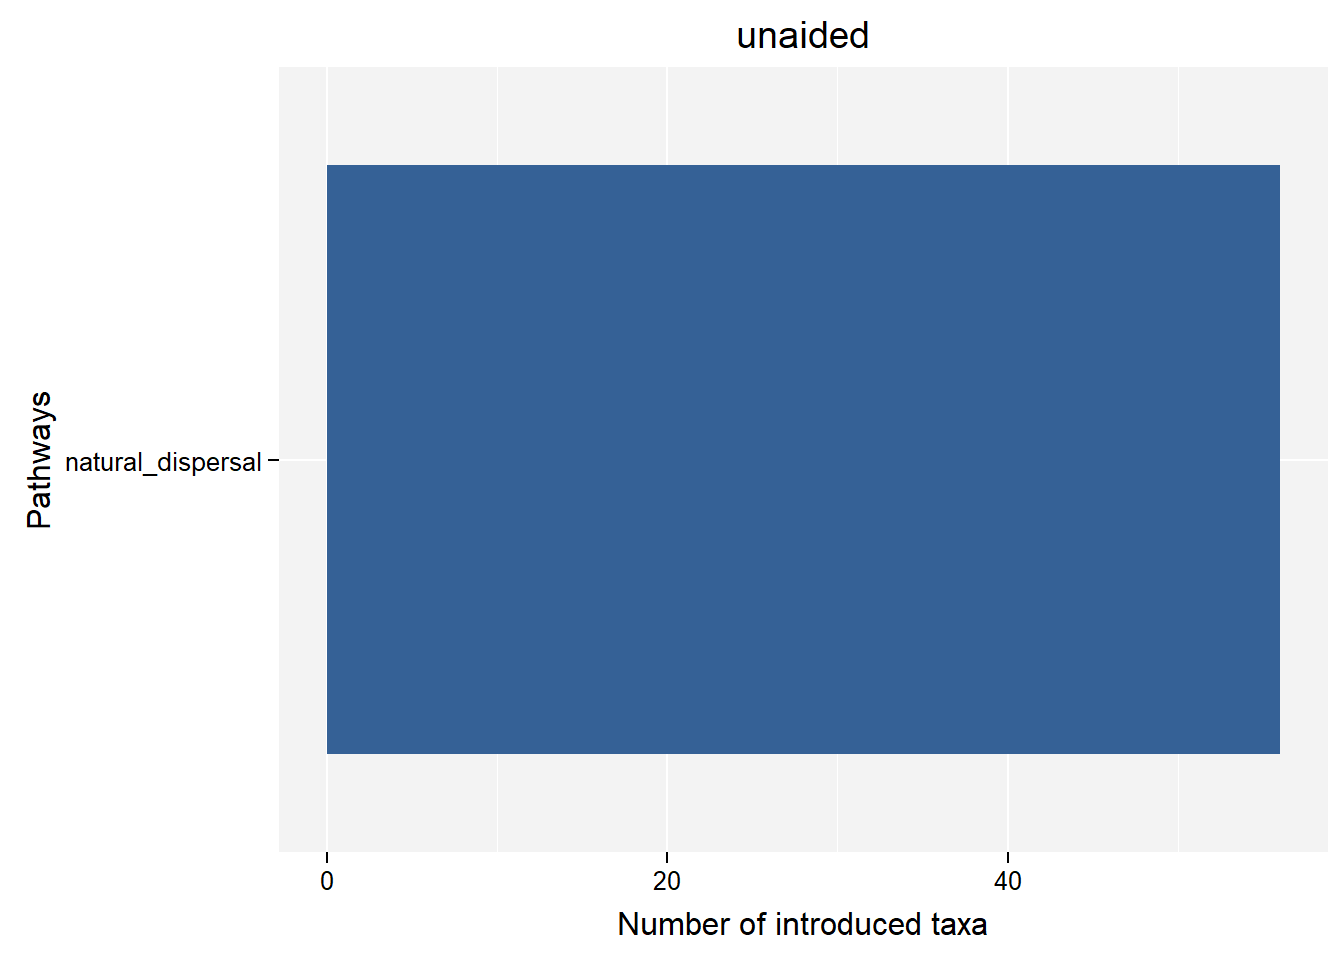 unaided
Pathways
natural_dispersal
0 20 40
Number of introduced taxa